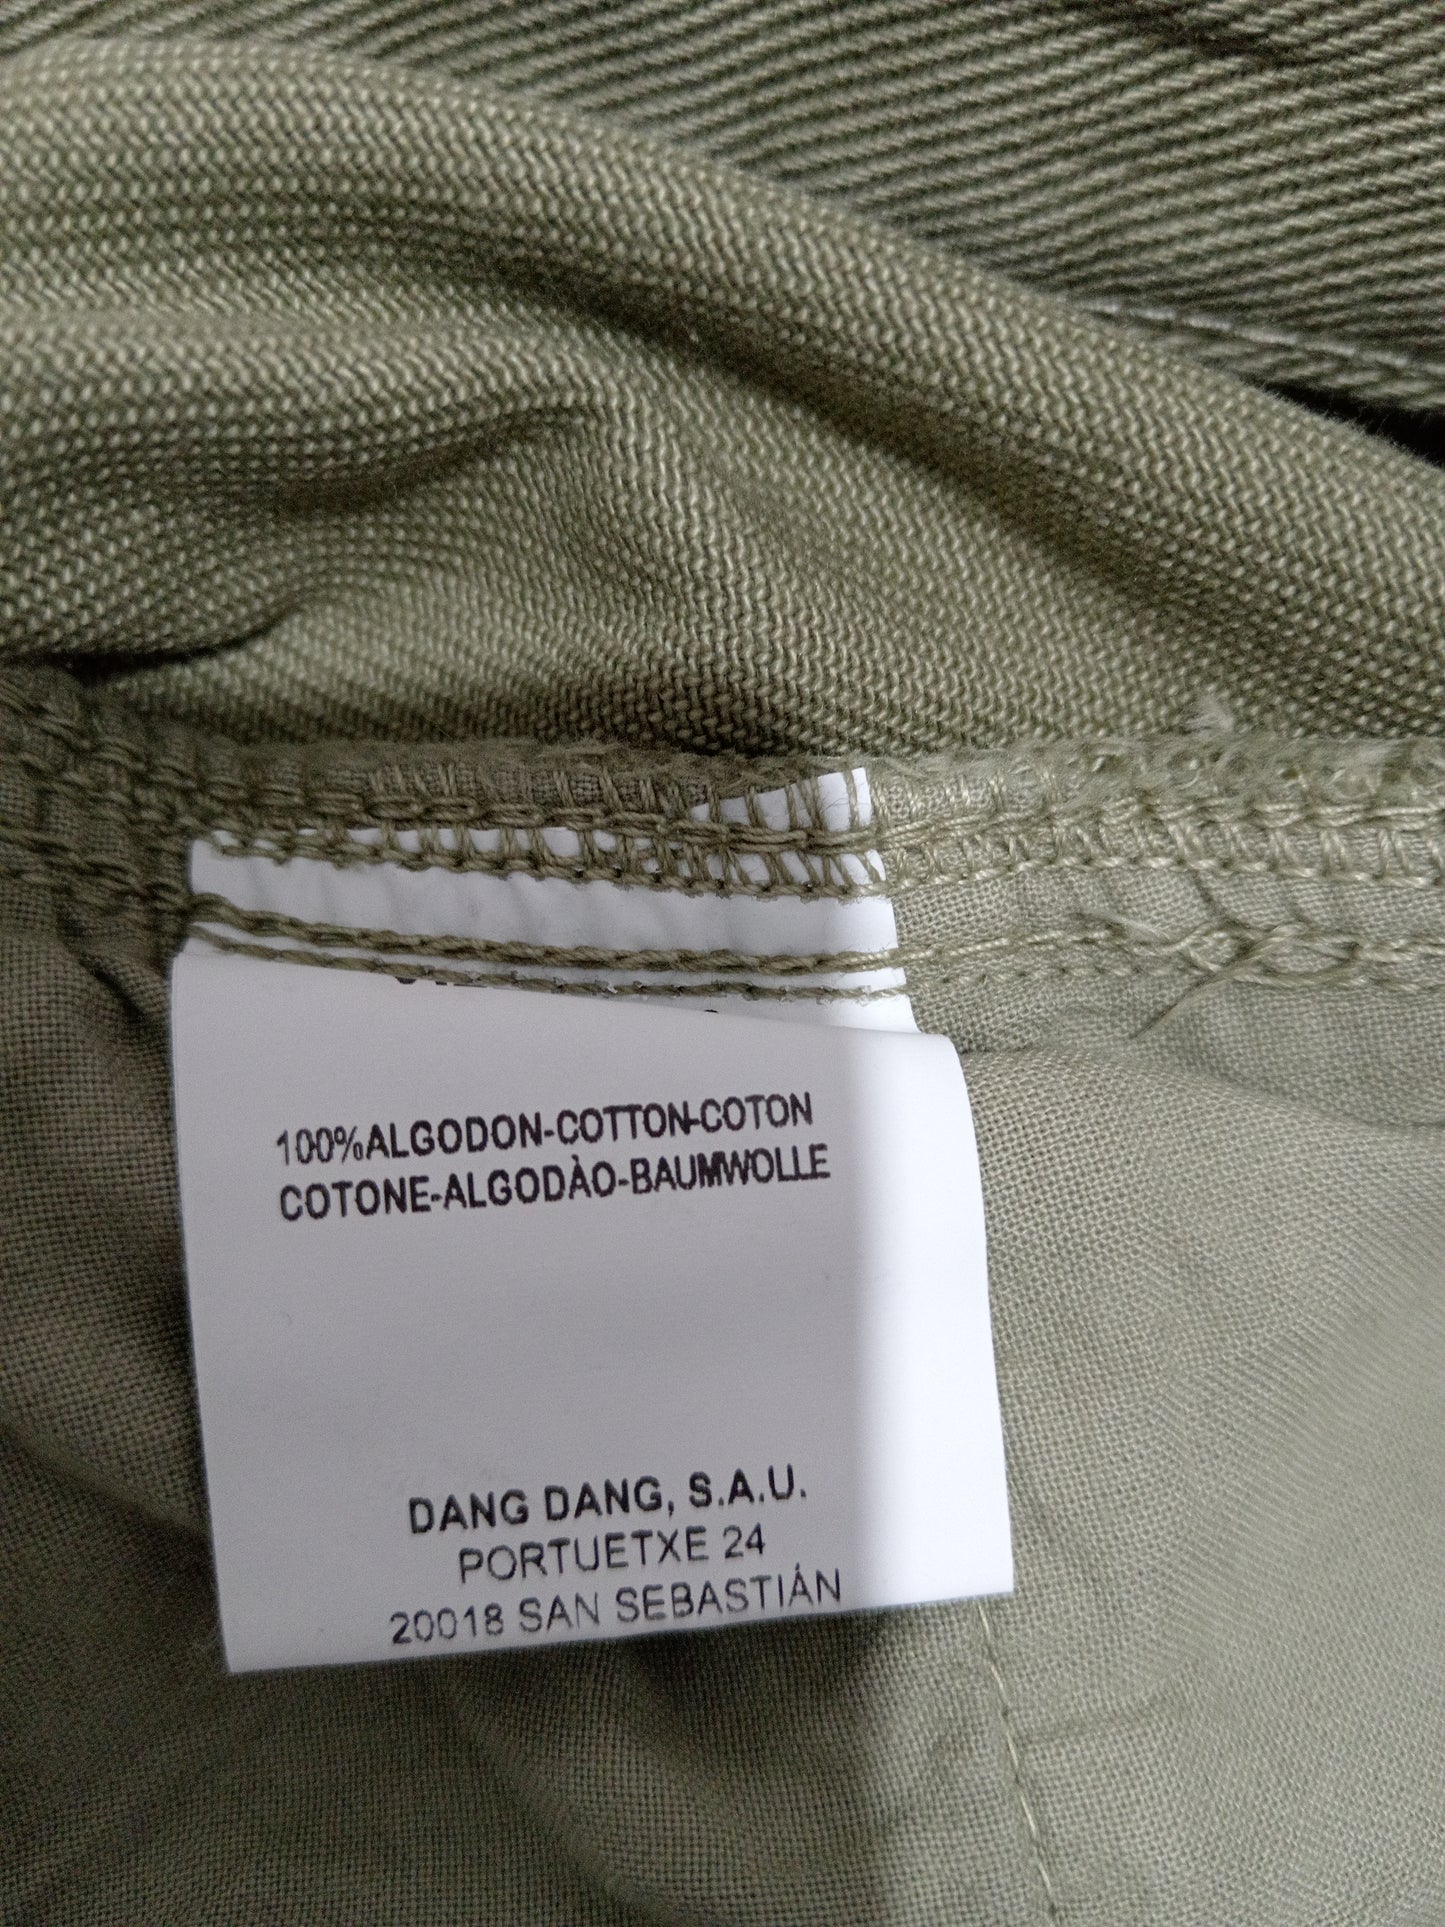 100%ALGODON-COTTON-COTON
COTONE-ALGODÀO-BAUMWOLLE
DANG DANG, S.A.U.
PORTUETXE 24
20018 SAN SEBASTIÁN